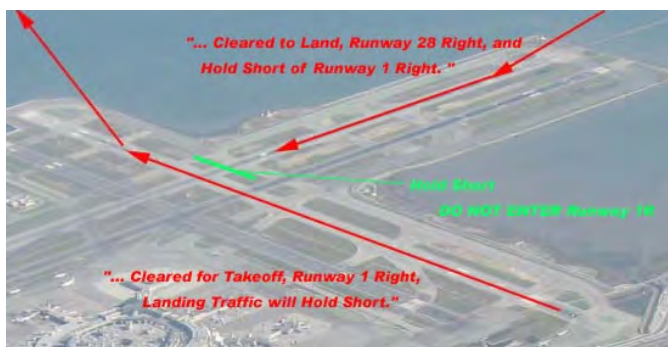 "... Cleared to Land, Runway 28 Right, and
Hold Short of Runway 1 Right. "
Hold Short
DO NOT ENTER Runway 1R
"... Cleared for Takeoff, Runway 1 Right,
Landing Traffic will Hold Short."